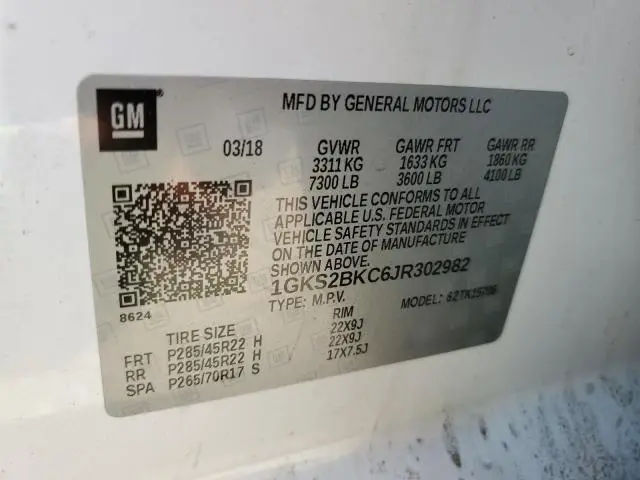 GM
MFD BY GENERAL MOTORS LLC
03/18 GVWR GAWR FRT GAWR RR
3311 KG 1633 KG 1860 KG
7300 LB 3600 LB 4100 LB
THIS VEHICLE CONFORMS TO ALL
APPLICABLE U.S. FEDERAL MOTOR
VEHICLE SAFETY STANDARDS IN EFFECT
ON THE DATE OF MANUFACTURE
SHOWN ABOVE.
1GKS2BKC6JR302982
TYPE: M.P.V. MODEL:
8624
TIRE SIZE RIM
FRT P285/45R22 H 22X9J
RR P285/45R22 H 22X9J
SPA P265/70R17 S 17X7.5J